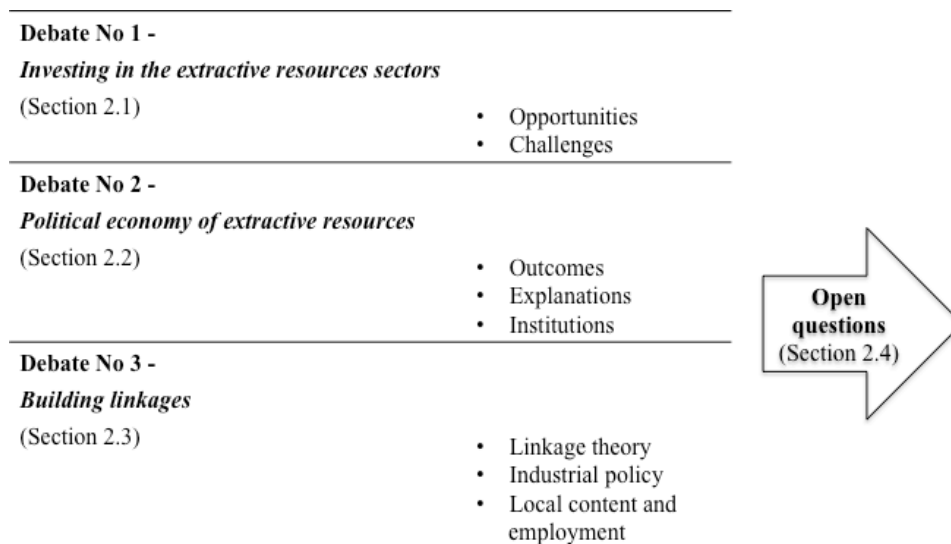 Debate No 1 -
Investing in the extractive resources sectors
(Section 2.1)
• Opportunities
• Challenges
Debate No 2 -
Political economy of extractive resources
(Section 2.2)
• Outcomes
• Explanations
• Institutions
Debate No 3 -
Building linkages
(Section 2.3)
• Linkage theory
• Industrial policy
• Local content and
employment
Open
questions
(Section 2.4)